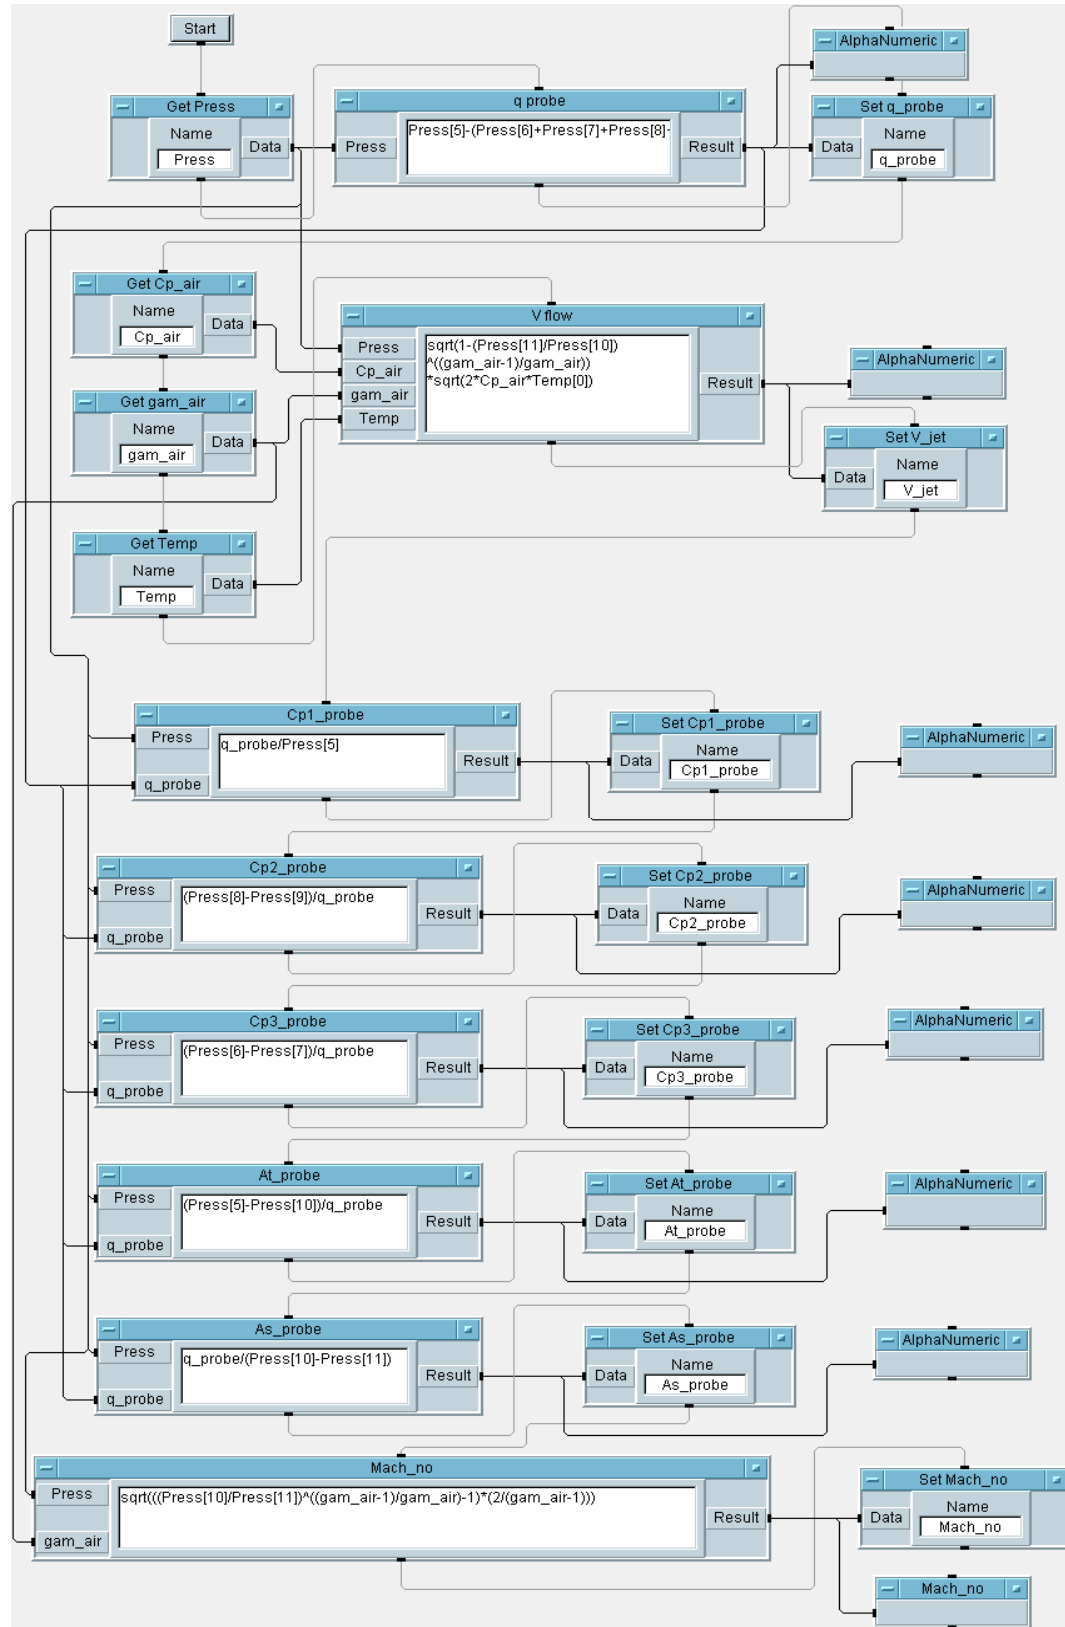 Start
AlphaNumeric
Get Press
Name
Press
Data
q probe
Press
Press[5]-(Press[6]+Press[7]+Press[8]-
Result
Set q_probe
Data
Name
q_probe
Get Cp_air
Name
Cp_air
Data
Get gam_air
Name
gam_air
Data
Get Temp
Name
Temp
Data
V flow
Press
Cp_air
gam_air
Temp
sqrt(1-(Press[11]/Press[10])
^((gam_air-1)/gam_air))
*sqrt(2*Cp_air*Temp[0])
Result
AlphaNumeric
Set V_jet
Data
Name
V_jet
Cp1_probe
Press
q_probe
q_probe/Press[5]
Result
Set Cp1_probe
Data
Name
Cp1_probe
AlphaNumeric
Cp2_probe
Press
q_probe
(Press[8]-Press[9])/q_probe
Result
Set Cp2_probe
Data
Name
Cp2_probe
AlphaNumeric
Cp3_probe
Press
q_probe
(Press[6]-Press[7])/q_probe
Result
Set Cp3_probe
Data
Name
Cp3_probe
AlphaNumeric
At_probe
Press
q_probe
(Press[5]-Press[10])/q_probe
Result
Set At_probe
Data
Name
At_probe
AlphaNumeric
As_probe
Press
q_probe
q_probe/(Press[10]-Press[11])
Result
Set As_probe
Data
Name
As_probe
AlphaNumeric
Mach_no
Press
gam_air
sqrt(((Press[10]/Press[11])^((gam_air-1)/gam_air)-1)*(2/(gam_air-1)))
Result
Set Mach_no
Data
Name
Mach_no
Mach_no